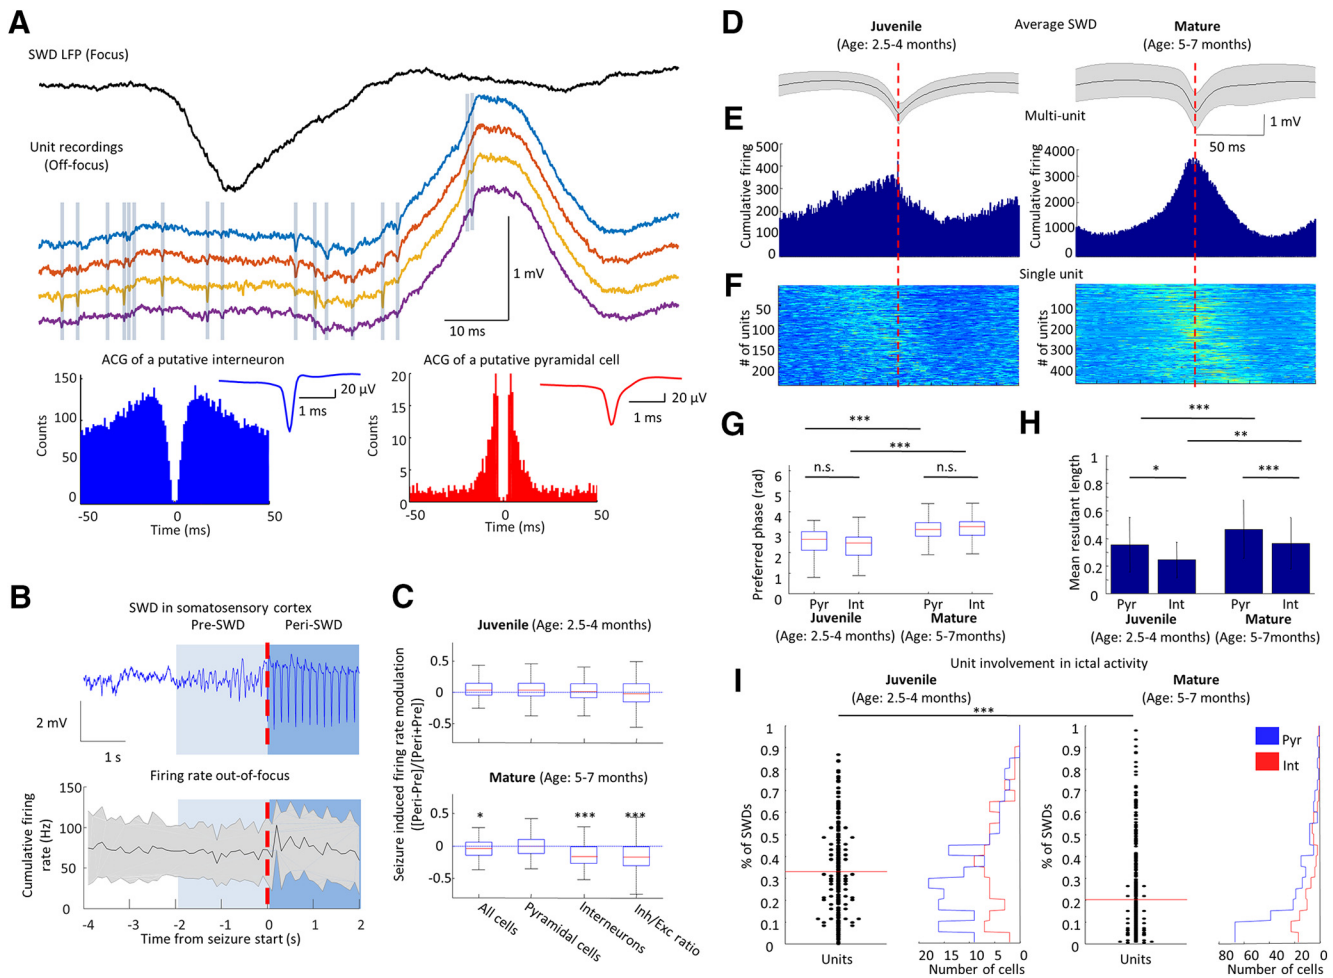 A
SWD LFP (Focus)
Unit recordings
(Off-focus)
1 mV
10 ms
ACG of a putative interneuron
150
100
50
0
Counts
20 μV
1 ms
-50
0
50
Time (ms)
ACG of a putative pyramidal cell
20
15
10
5
0
Counts
20 μV
1 ms
-50
0
50
Time (ms)
B
SWD in somatosensory cortex
Pre-SWD
Peri-SWD
2 mV
1 s
Firing rate out-of-focus
150
100
50
0
Cumulative firing
rate (Hz)
-4
-3
-2
-1
0
1
2
Time from seizure start (s)
C
Juvenile (Age: 2.5-4 months)
0.5
0
-0.5
Mature (Age: 5-7 months)
0.5
0
-0.5
*
***
***
Seizure induced firing rate modulation
([Peri-Pre]/[Peri+Pre])
All cells
Pyramidal cells
Interneurons
Inh/Exc ratio
D
Juvenile
(Age: 2.5-4 months)
Average SWD
Mature
(Age: 5-7 months)
1 mV
50 ms
E
Multi-unit
500
400
300
200
100
0
Cumulative firing
4000
3000
2000
1000
0
Cumulative firing
F
Single unit
50
100
150
200
# of units
100
200
300
400
# of units
G
***
***
n.s.
n.s.
6
5
4
3
2
1
0
Preferred phase (rad)
Pyr
Int
Pyr
Int
Juvenile
(Age: 2.5-4 months)
Mature
(Age: 5-7months)
H
***
**
*
***
1
0.8
0.6
0.4
0.2
0
Mean resultant length
Pyr
Int
Pyr
Int
Juvenile
(Age: 2.5-4 months)
Mature
(Age: 5-7months)
I
Unit involvement in ictal activity
Juvenile
(Age: 2.5-4 months)
Mature
(Age: 5-7 months)
***
1
0.9
0.8
0.7
0.6
0.5
0.4
0.3
0.2
0.1
0
% of SWDs
Units
20
15
10
5
0
Number of cells
1
0.9
0.8
0.7
0.6
0.5
0.4
0.3
0.2
0.1
0
% of SWDs
Units
Pyr
Int
80
60
40
20
0
Number of cells